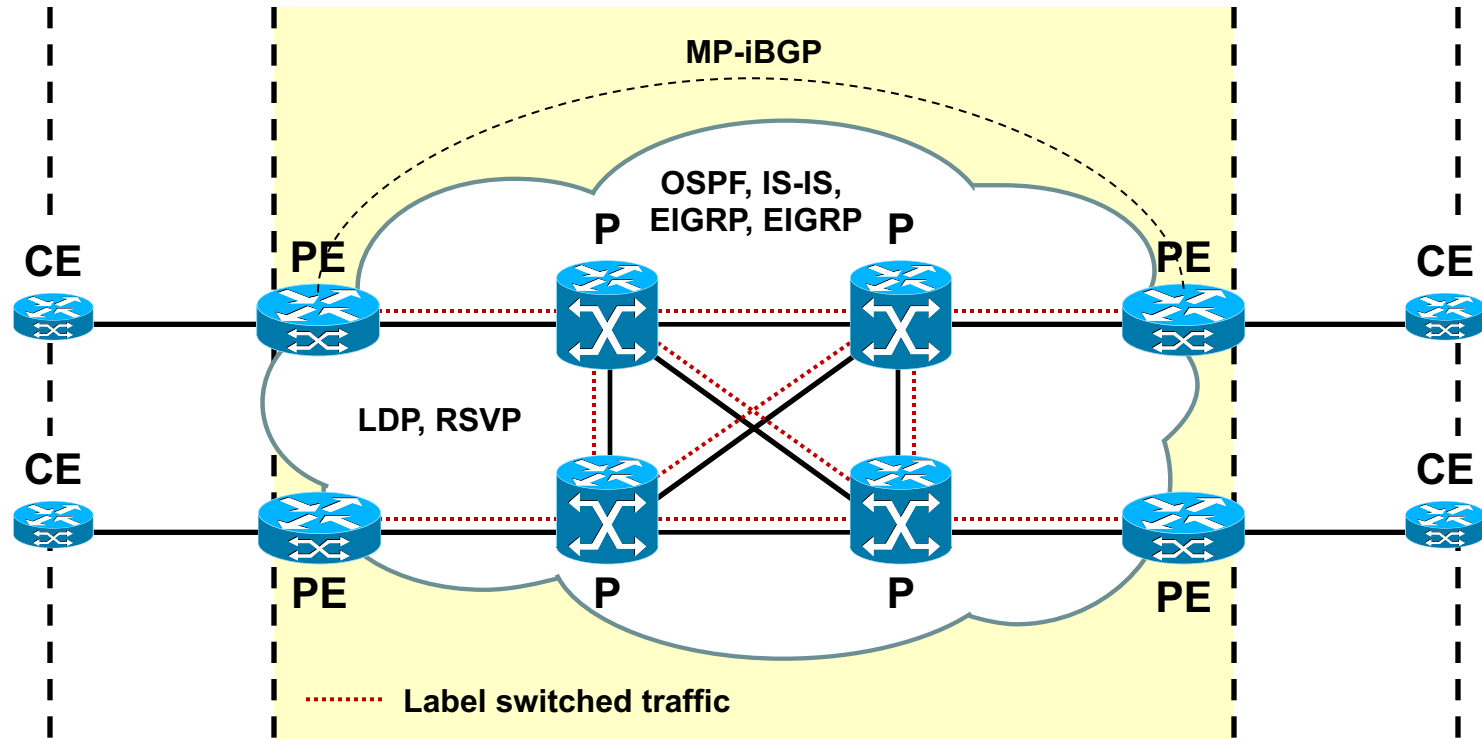 MP-iBGP
OSPF, IS-IS,
EIGRP, EIGRP
P
P
CE
PE
PE
CE
LDP, RSVP
CE
CE
PE
P
P
PE
Label switched traffic